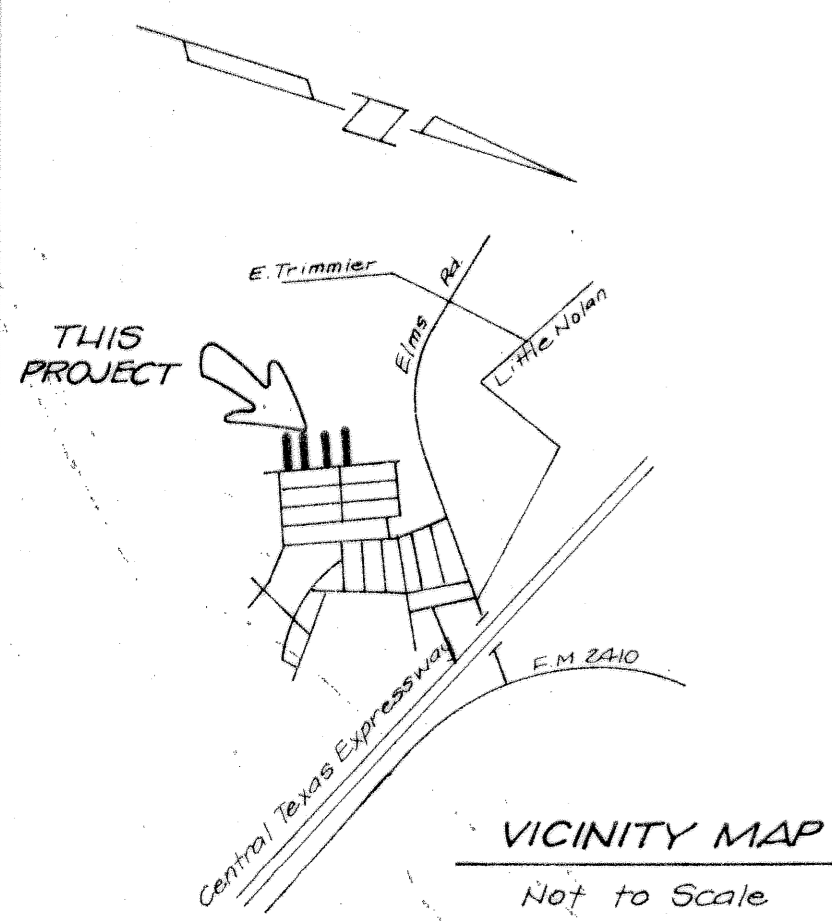 E. Trimmier
Elms Rd.
Little Nolan
THIS
PROJECT
Central Texas Expressway
F.M 2410
VICINITY MAP
Not to Scale